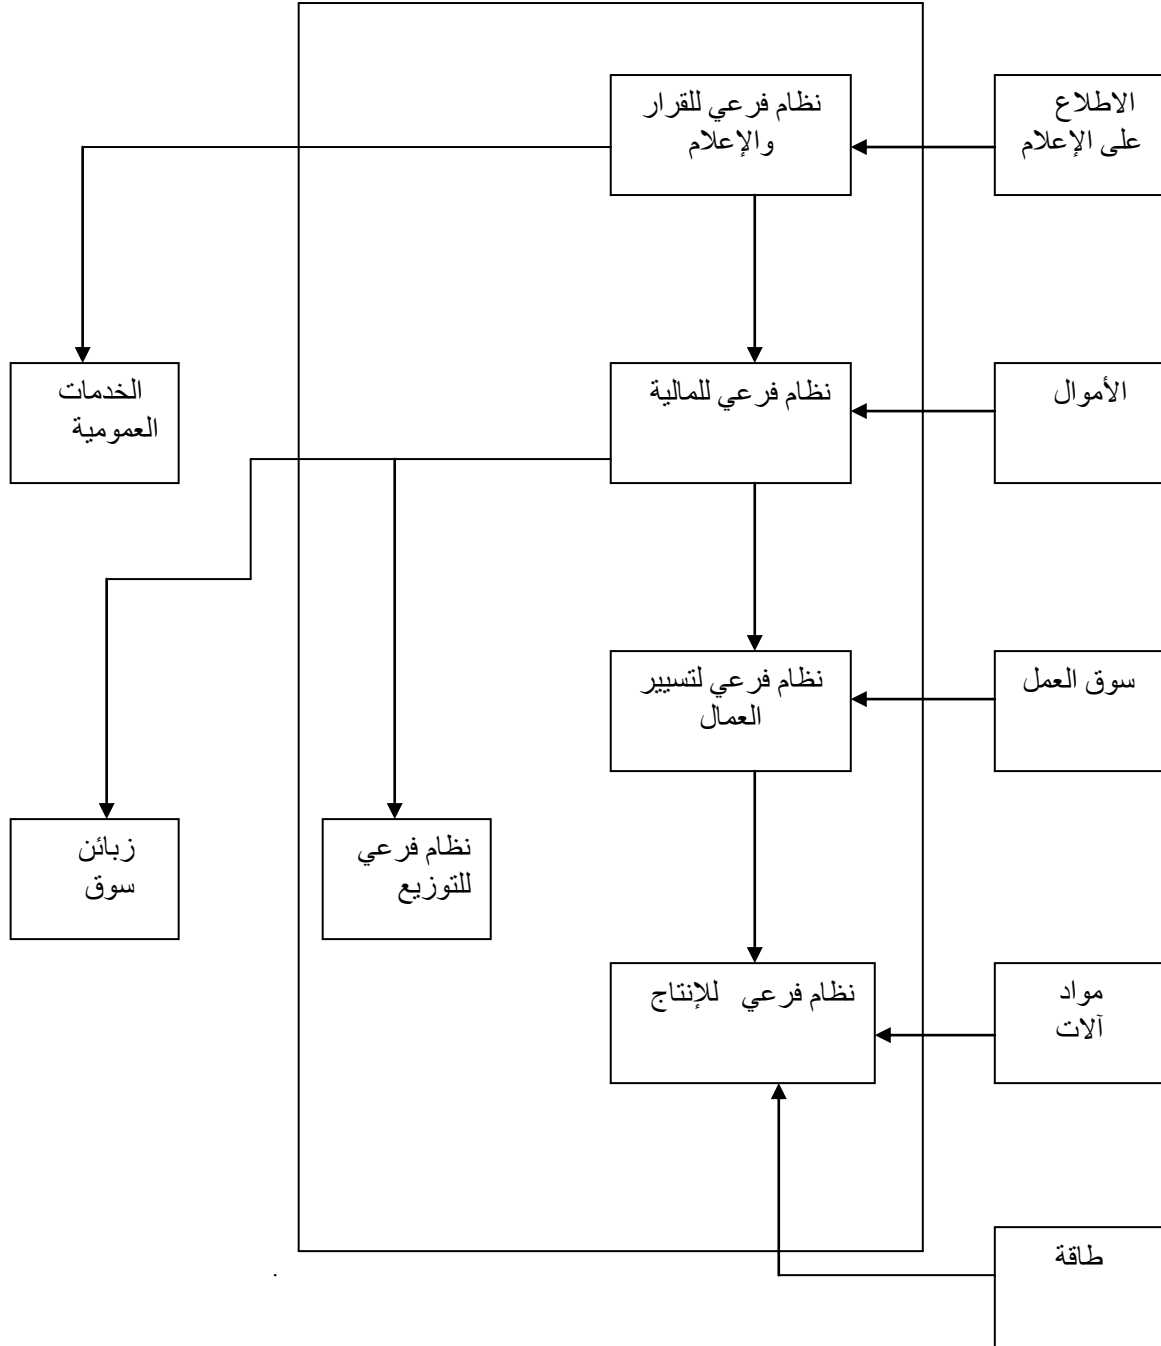 الاطلاع
على الإعلام
نظام فرعي للقرار
والإعلام
الأموال
نظام فرعي للمالية
الخدمات
العمومية
سوق العمل
نظام فرعي لتسيير
العمال
نظام فرعي
للتوزيع
زبائن
سوق
مواد
آلات
نظام فرعي للإنتاج
طاقة